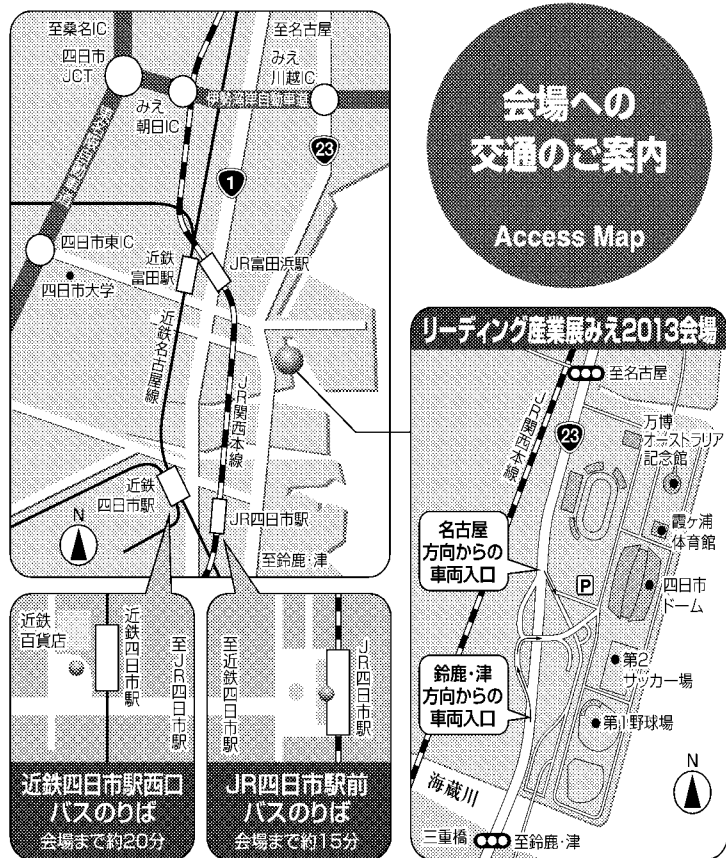 会場への
交通のご案内
Access Map
至桑名IC
四日市
JCT
至名古屋
みえ
川越IC
みえ
朝日IC
伊勢湾岸自動車道
東名阪自動車道
23
1
四日市東IC
四日市大学
近鉄
富田駅
JR富田浜駅
近鉄名古屋線
JR関西本線
近鉄
四日市駅
JR四日市駅
N
至鈴鹿・津
近鉄
百貨店
近鉄四日市駅
至JR四日市駅
近鉄四日市駅西口
バスのりば
会場まで約20分
至近鉄四日市駅
JR四日市駅
JR四日市駅前
バスのりば
会場まで約15分
リーディング産業展みえ2013会場
至名古屋
JR関西本線
23
万博
オーストラリア
記念館
霞ヶ浦
体育館
名古屋
方向からの
車両入口
P
四日市
ドーム
第2
サッカー場
鈴鹿・津
方向からの
車両入口
第1野球場
海蔵川
N
三重橋
至鈴鹿・津